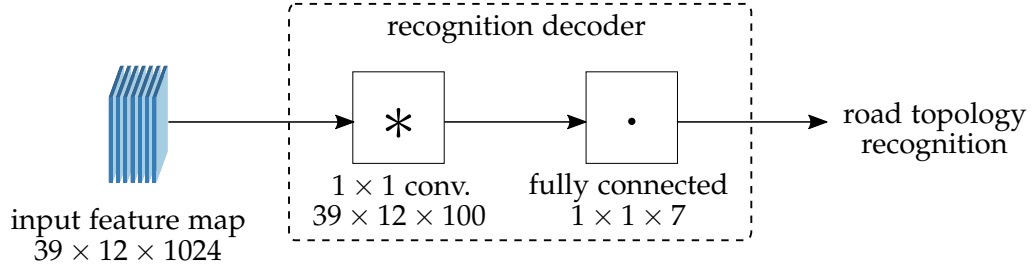 recognition decoder
input feature map
39 × 12 × 1024
1 × 1 conv.
39 × 12 × 100
fully connected
1 × 1 × 7
road topology
recognition